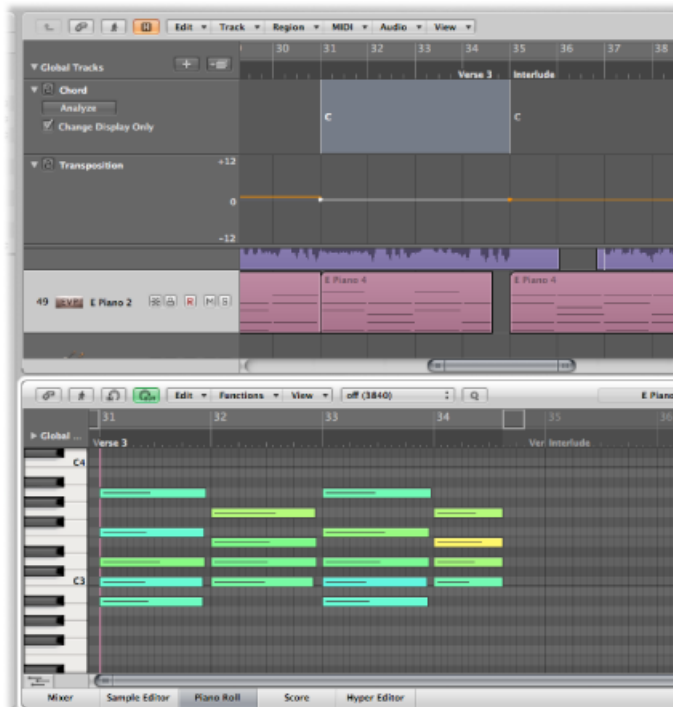 Edit Track Region MIDI Audio View
30 31 32 33 34 35 36 37 38
Global Tracks
Verse 3 Interlude
Chord
Analyze
Change Display Only
C C
Transposition
+12
0
-12
E Piano 4 E Piano 4
49 E Piano 2 R M S
Edit Functions View off (3840) Q E Piano
31 32 33 34 35 36
Global ...
Verse 3 Ver Interlude
C4
C3
Mixer Sample Editor Piano Roll Score Hyper Editor